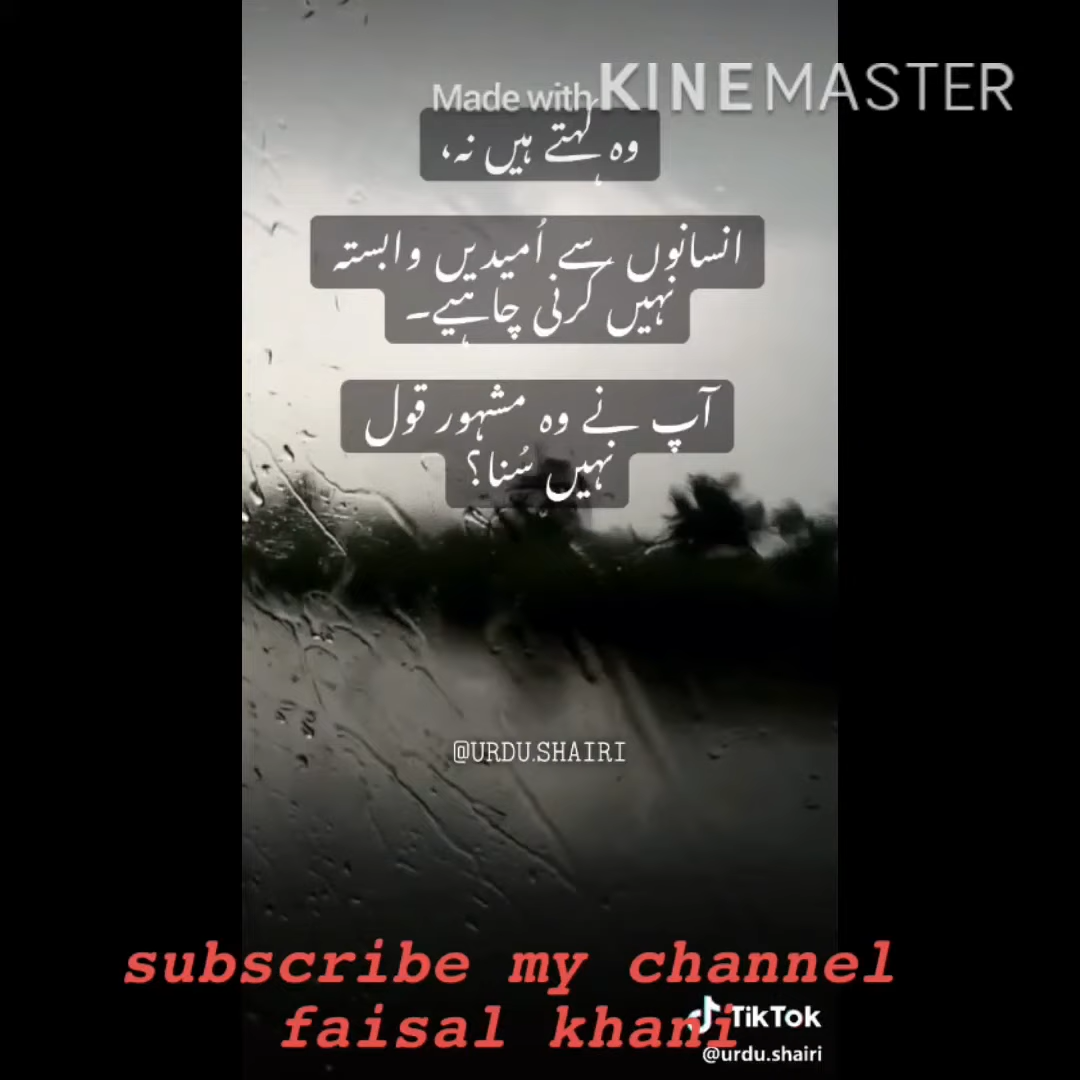 Made with KINEMASTER
وہ کہتے ہیں نہ،
انسانوں سے اُمیدیں وابستہ
نہیں کرنی چاہیے۔
آپ نے وہ مشہور قول
نہیں سُنا؟
@URDU.SHAIRI
subscribe my channel
faisal khani
TikTok
@urdu.shairi